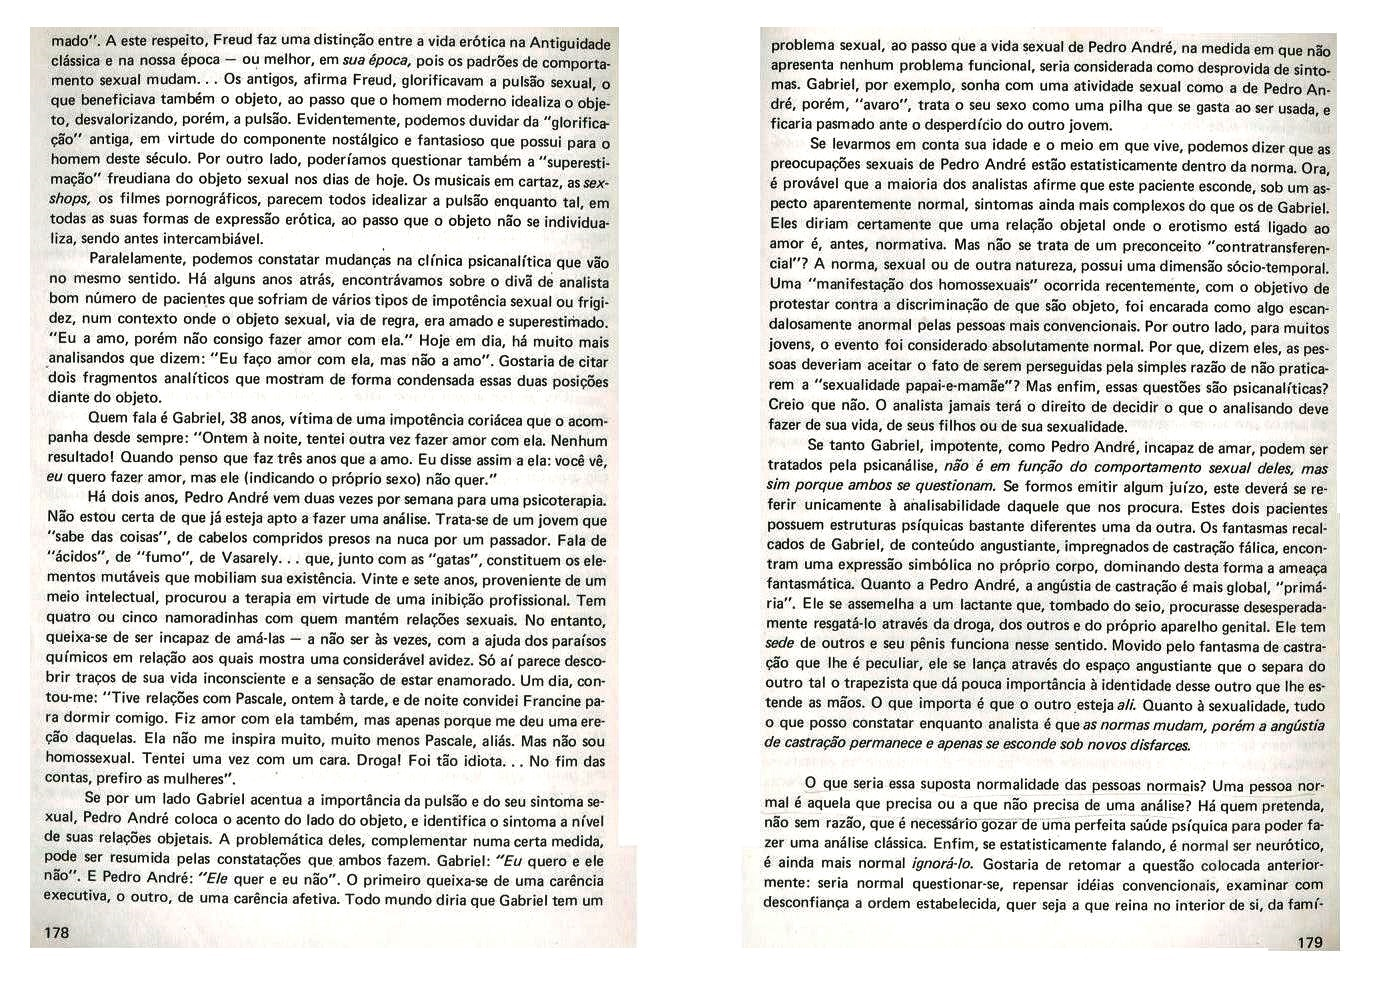 mado". A este respeito, Freud faz uma distinção entre a vida erótica na Antiguidade
clássica e na nossa época — ou melhor, em sua época, pois os padrões de comporta-
mento sexual mudam. . . Os antigos, afirma Freud, glorificavam a pulsão sexual, o
que beneficiava também o objeto, ao passo que o homem moderno idealiza o obje-
to, desvalorizando, porém, a pulsão. Evidentemente, podemos duvidar da "glorifica-
ção" antiga, em virtude do componente nostálgico e fantasioso que possui para o
homem deste século. Por outro lado, poderíamos questionar também a "superesti-
mação" freudiana do objeto sexual nos dias de hoje. Os musicais em cartaz, as sex-
shops, os filmes pornográficos, parecem todos idealizar a pulsão enquanto tal, em
todas as suas formas de expressão erótica, ao passo que o objeto não se individua-
liza, sendo antes intercambiável.
Paralelamente, podemos constatar mudanças na clínica psicanalítica que vão
no mesmo sentido. Há alguns anos atrás, encontrávamos sobre o divã de analista
bom número de pacientes que sofriam de vários tipos de impotência sexual ou frigi-
dez, num contexto onde o objeto sexual, via de regra, era amado e superestimado.
"Eu a amo, porém não consigo fazer amor com ela." Hoje em dia, há muito mais
analisandos que dizem: "Eu faço amor com ela, mas não a amo". Gostaria de citar
dois fragmentos analíticos que mostram de forma condensada essas duas posições
diante do objeto.
Quem fala é Gabriel, 38 anos, vítima de uma impotência coriácea que o acom-
panha desde sempre: "Ontem à noite, tentei outra vez fazer amor com ela. Nenhum
resultado! Quando penso que faz três anos que a amo. Eu disse assim a ela: você vê,
eu quero fazer amor, mas ele (indicando o próprio sexo) não quer."
Há dois anos, Pedro André vem duas vezes por semana para uma psicoterapia.
Não estou certa de que já esteja apto a fazer uma análise. Trata-se de um jovem que
"sabe das coisas", de cabelos compridos presos na nuca por um passador. Fala de
"ácidos", de "fumo", de Vasarely. . . que, junto com as "gatas", constituem os ele-
mentos mutáveis que mobiliam sua existência. Vinte e sete anos, proveniente de um
meio intelectual, procurou a terapia em virtude de uma inibição profissional. Tem
quatro ou cinco namoradinhas com quem mantém relações sexuais. No entanto,
queixa-se de ser incapaz de amá-las — a não ser às vezes, com a ajuda dos paraísos
químicos em relação aos quais mostra uma considerável avidez. Só aí parece desco-
brir traços de sua vida inconsciente e a sensação de estar enamorado. Um dia, con-
tou-me: "Tive relações com Pascale, ontem à tarde, e de noite convidei Francine pa-
ra dormir comigo. Fiz amor com ela também, mas apenas porque me deu uma ere-
ção daquelas. Ela não me inspira muito, muito menos Pascale, aliás. Mas não sou
homossexual. Tentei uma vez com um cara. Droga! Foi tão idiota. . . No fim das
contas, prefiro as mulheres".
Se por um lado Gabriel acentua a importância da pulsão e do seu sintoma se-
xual, Pedro André coloca o acento do lado do objeto, e identifica o sintoma a nível
de suas relações objetais. A problemática deles, complementar numa certa medida,
pode ser resumida pelas constatações que ambos fazem. Gabriel: "Eu quero e ele
não". E Pedro André: "Ele quer e eu não". O primeiro queixa-se de uma carência
executiva, o outro, de uma carência afetiva. Todo mundo diria que Gabriel tem um
178
problema sexual, ao passo que a vida sexual de Pedro André, na medida em que não
apresenta nenhum problema funcional, seria considerada como desprovida de sinto-
mas. Gabriel, por exemplo, sonha com uma atividade sexual como a de Pedro An-
dré, porém, "avaro", trata o seu sexo como uma pilha que se gasta ao ser usada, e
ficaria pasmado ante o desperdício do outro jovem.
Se levarmos em conta sua idade e o meio em que vive, podemos dizer que as
preocupações sexuais de Pedro André estão estatisticamente dentro da norma. Ora,
é provável que a maioria dos analistas afirme que este paciente esconde, sob um as-
pecto aparentemente normal, sintomas ainda mais complexos do que os de Gabriel.
Eles diriam certamente que uma relação objetal onde o erotismo está ligado ao
amor é, antes, normativa. Mas não se trata de um preconceito "contratransferen-
cial"? A norma, sexual ou de outra natureza, possui uma dimensão sócio-temporal.
Uma "manifestação dos homossexuais" ocorrida recentemente, com o objetivo de
protestar contra a discriminação de que são objeto, foi encarada como algo escan-
dalosamente anormal pelas pessoas mais convencionais. Por outro lado, para muitos
jovens, o evento foi considerado absolutamente normal. Por que, dizem eles, as pes-
soas deveriam aceitar o fato de serem perseguidas pela simples razão de não pratica-
rem a "sexualidade papai-e-mamãe"? Mas enfim, essas questões são psicanalíticas?
Creio que não. O analista jamais terá o direito de decidir o que o analisando deve
fazer de sua vida, de seus filhos ou de sua sexualidade.
Se tanto Gabriel, impotente, como Pedro André, incapaz de amar, podem ser
tratados pela psicanálise, não é em função do comportamento sexual deles, mas
sim porque ambos se questionam. Se formos emitir algum juízo, este deverá se re-
ferir unicamente à analisabilidade daquele que nos procura. Estes dois pacientes
possuem estruturas psíquicas bastante diferentes uma da outra. Os fantasmas recal-
cados de Gabriel, de conteúdo angustiante, impregnados de castração fálica, encon-
tram uma expressão simbólica no próprio corpo, dominando desta forma a ameaça
fantasmática. Quanto a Pedro André, a angústia de castração é mais global, "primá-
ria". Ele se assemelha a um lactante que, tombado do seio, procurasse desesperada-
mente resgatá-lo através da droga, dos outros e do próprio aparelho genital. Ele tem
sede de outros e seu pênis funciona nesse sentido. Movido pelo fantasma de castra-
ção que lhe é peculiar, ele se lança através do espaço angustiante que o separa do
outro tal o trapezista que dá pouca importância à identidade desse outro que lhe es-
tende as mãos. O que importa é que o outro esteja ali. Quanto à sexualidade, tudo
o que posso constatar enquanto analista é que as normas mudam, porém a angústia
de castração permanece e apenas se esconde sob novos disfarces.
O que seria essa suposta normalidade das pessoas normais? Uma pessoa nor-
mal é aquela que precisa ou a que não precisa de uma análise? Há quem pretenda,
não sem razão, que é necessário gozar de uma perfeita saúde psíquica para poder fa-
zer uma análise clássica. Enfim, se estatisticamente falando, é normal ser neurótico,
é ainda mais normal ignorá-lo. Gostaria de retomar a questão colocada anterior-
mente: seria normal questionar-se, repensar idéias convencionais, examinar com
desconfiança a ordem estabelecida, quer seja a que reina no interior de si, da famí-
179